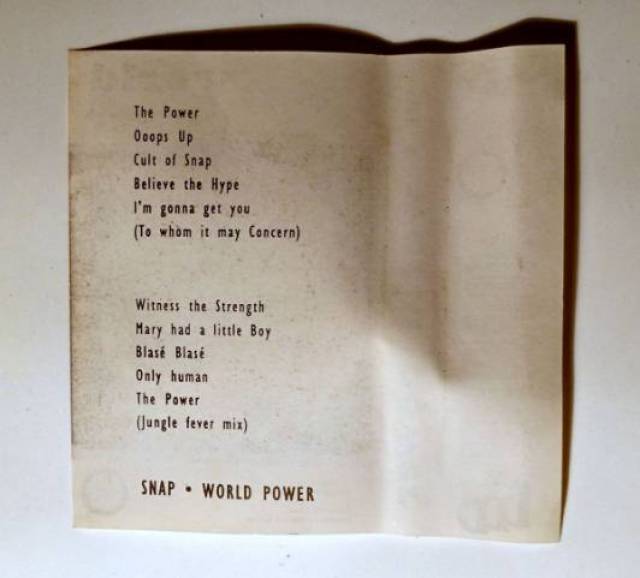 The Power
Ooops Up
Cult of Snap
Believe the Hype
I'm gonna get you
(To whom it may Concern)
Witness the Strength
Mary had a little Boy
Blasé Blasé
Only human
The Power
(Jungle fever mix)
SNAP • WORLD POWER